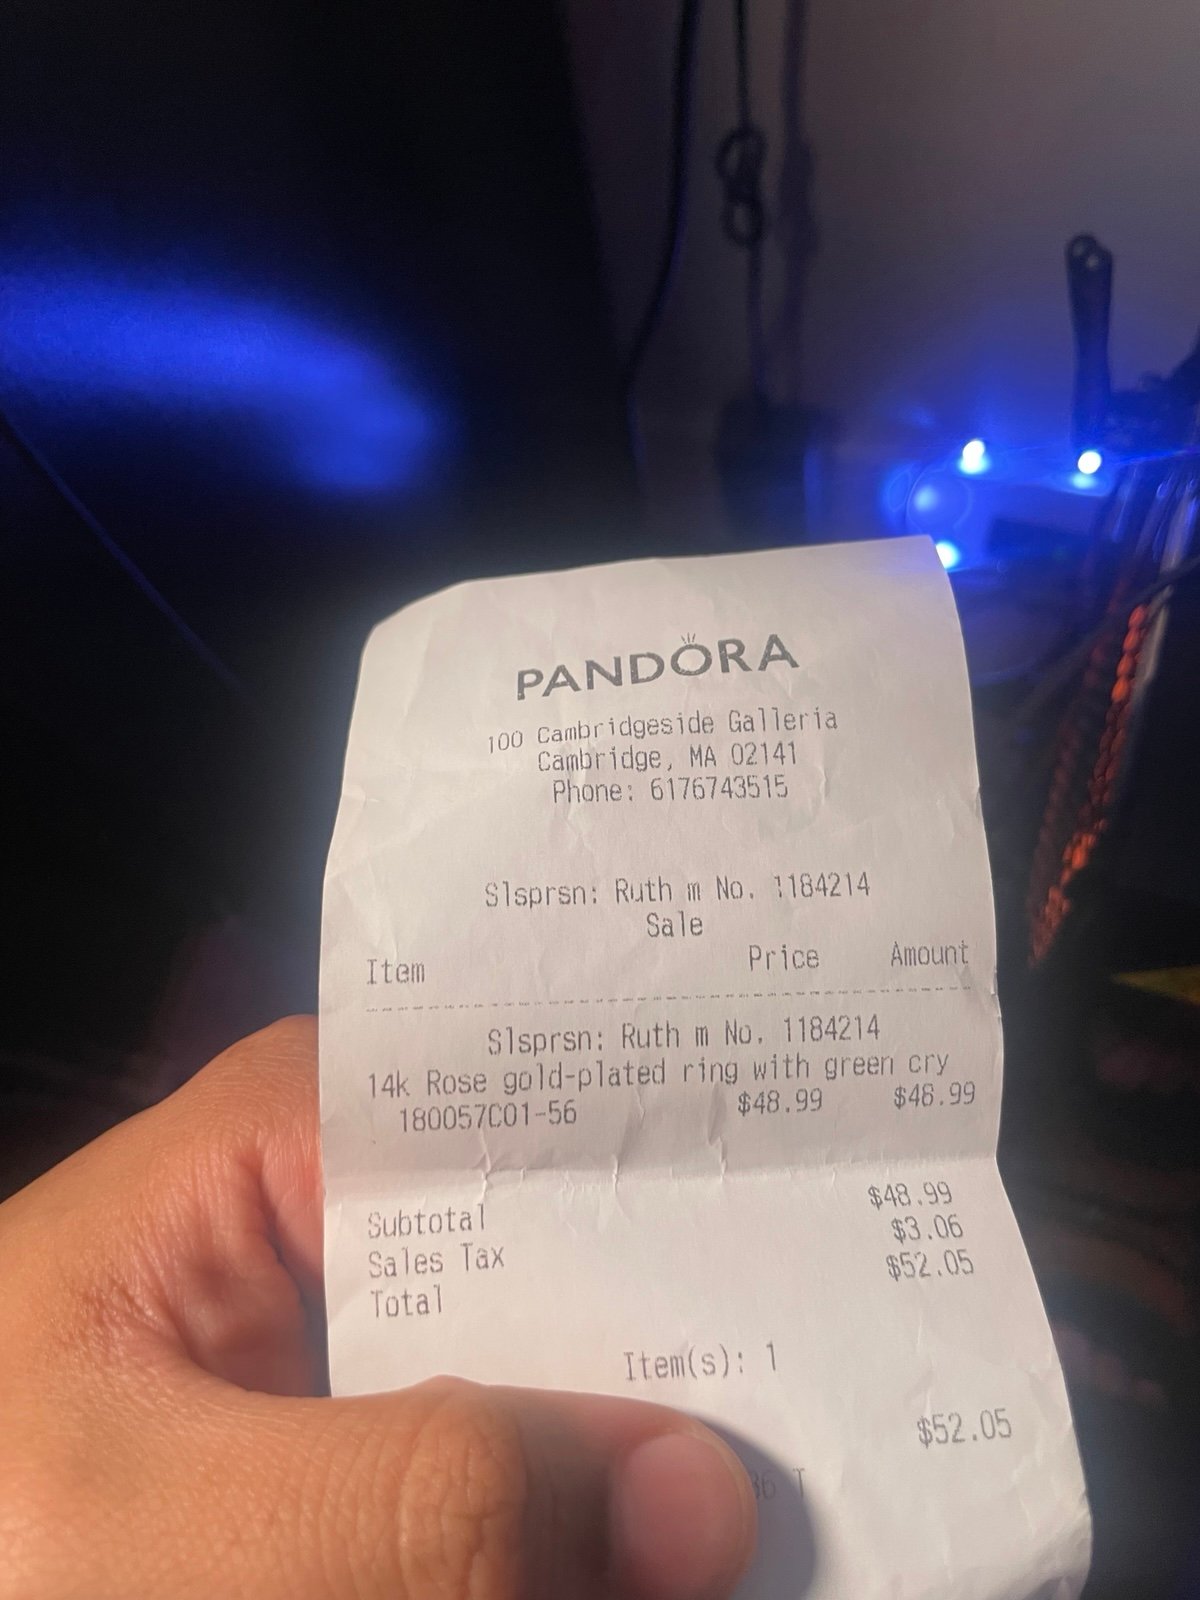 PANDORA
100 Cambridgeside Galleria
Cambridge, MA 02141
Phone: 6176743515
Slsprsn: Ruth m No. 1184214
Sale
Item Price Amount
Slsprsn: Ruth m No. 1184214
14k Rose gold-plated ring with green cry
180057C01-56 $48.99 $48.99
Subtotal $48.99
Sales Tax $3.06
Total $52.05
Item(s): 1
$52.05
36 T